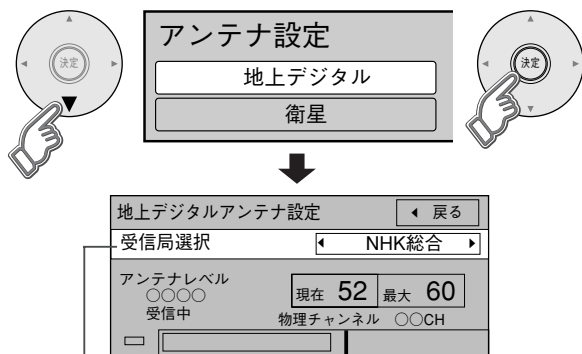 決定
決定
アンテナ設定
地上デジタル
衛星
地上デジタルアンテナ設定
戻る
受信局選択
NHK総合
アンテナレベル
○○○○
受信中
現在 52 最大 60
物理チャンネル ○○CH